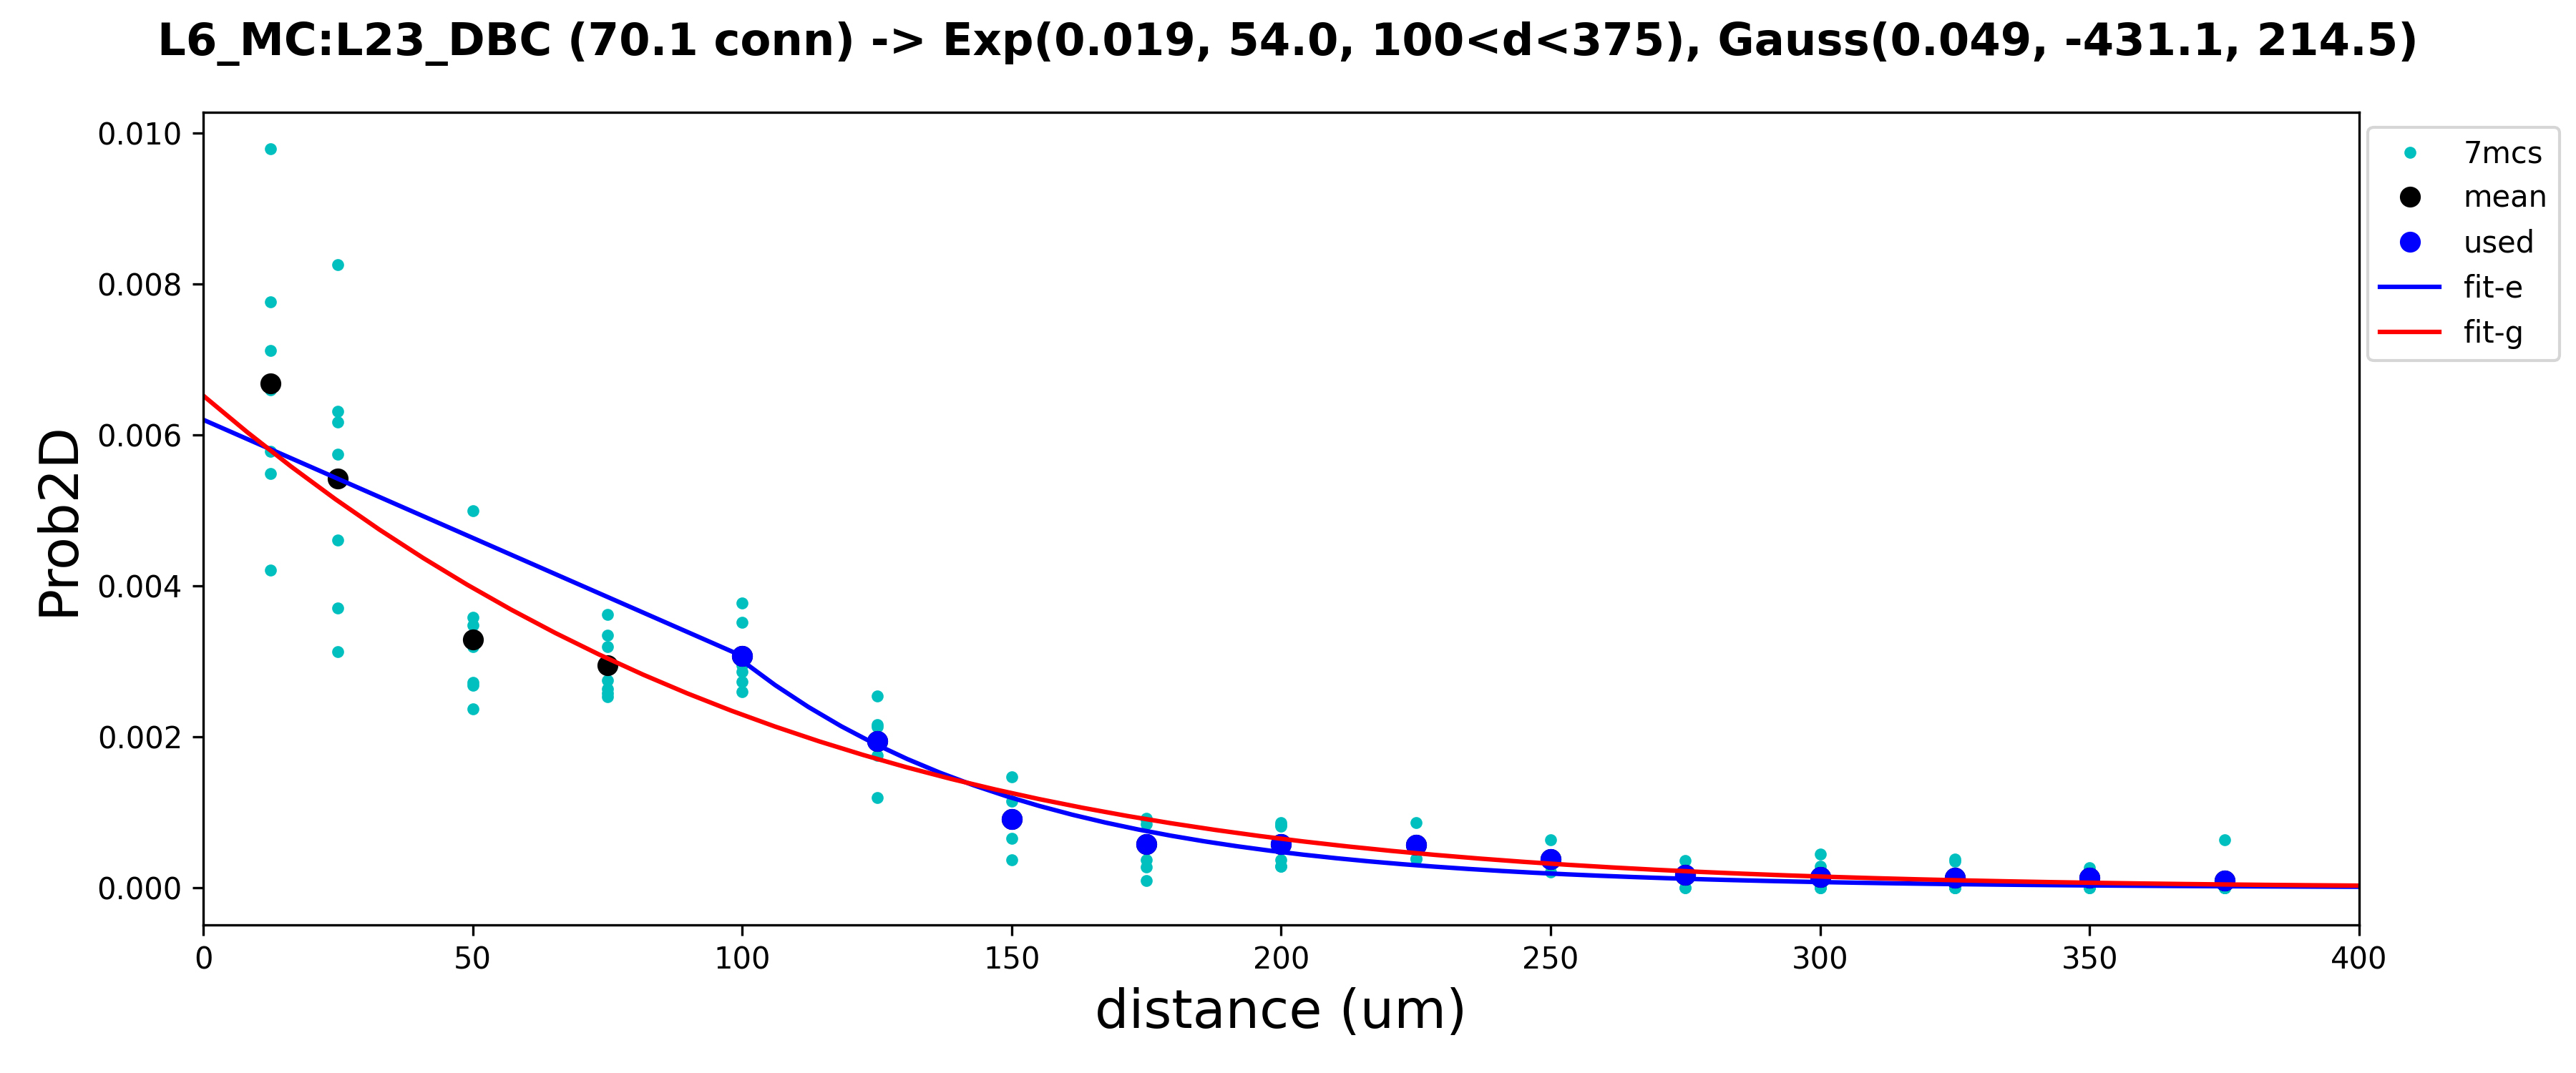 L6_MC:L23_DBC (70.1 conn) -> Exp(0.019, 54.0, 100<d<375), Gauss(0.049, -431.1, 214.5)
0.010
0.008
0.006
0.004
0.002
0.000
Prob2D
0 50 100 150 200 250 300 350 400
distance (um)
7mcs
mean
used
fit-e
fit-g